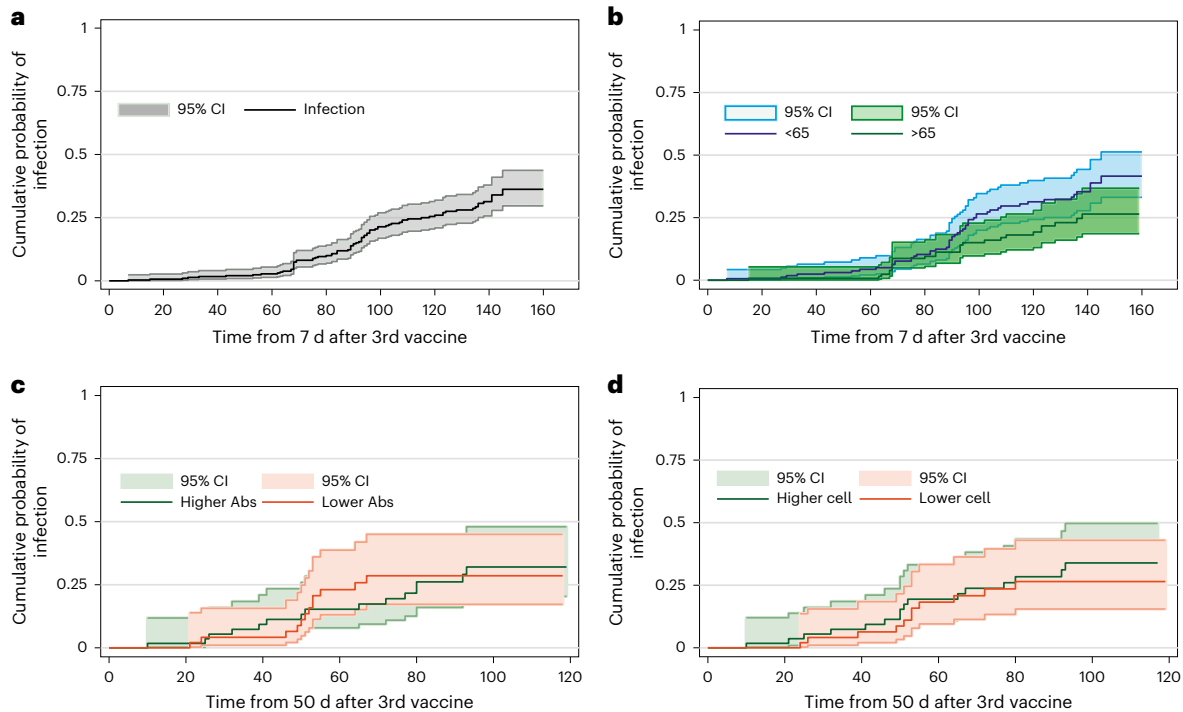 a
Cumulative probability of
infection
1
0.75
0.5
0.25
0
95% CI
Infection
0 20 40 60 80 100 120 140 160
Time from 7 d after 3rd vaccine
b
Cumulative probability of
infection
1
0.75
0.5
0.25
0
95% CI 95% CI
<65 >65
0 20 40 60 80 100 120 140 160
Time from 7 d after 3rd vaccine
c
Cumulative probability of
infection
1
0.75
0.5
0.25
0
95% CI 95% CI
Higher Abs Lower Abs
0 20 40 60 80 100 120
Time from 50 d after 3rd vaccine
d
Cumulative probability of
infection
1
0.75
0.5
0.25
0
95% CI 95% CI
Higher cell Lower cell
0 20 40 60 80 100 120
Time from 50 d after 3rd vaccine